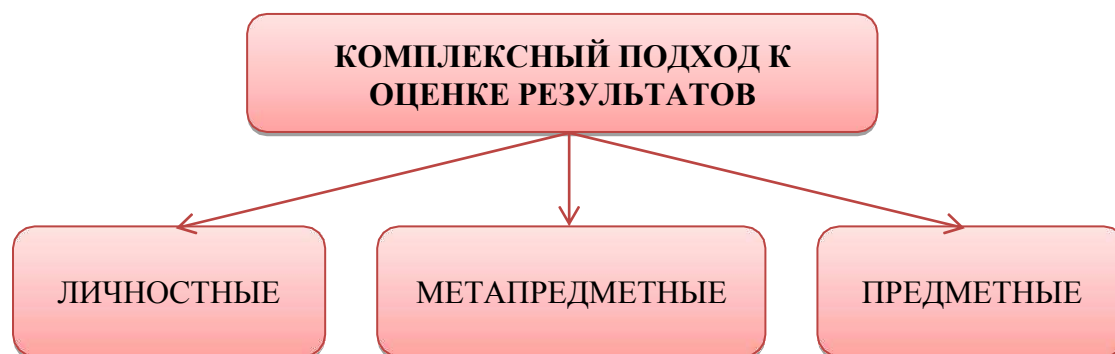 КОМПЛЕКСНЫЙ ПОДХОД К
ОЦЕНКЕ РЕЗУЛЬТАТОВ
ЛИЧНОСТНЫЕ
МЕТАПРЕДМЕТНЫЕ
ПРЕДМЕТНЫЕ